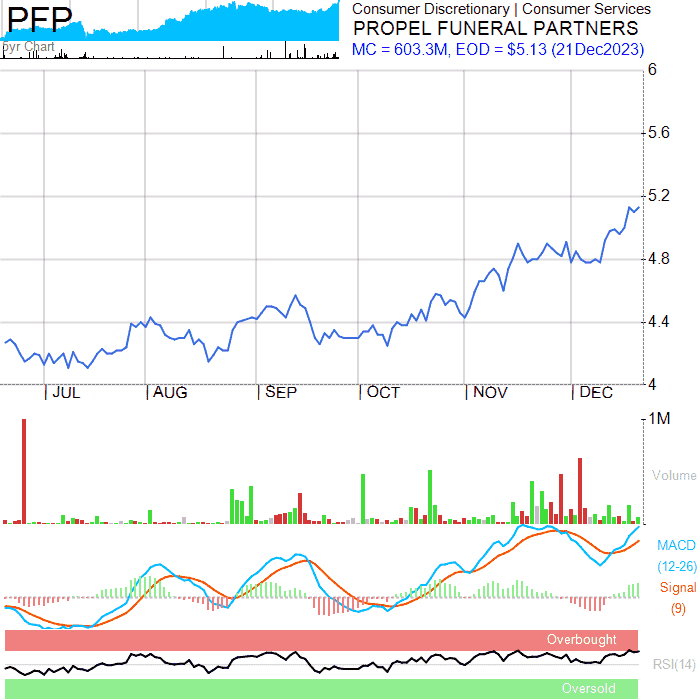 PFP
5yr Chart
Consumer Discretionary | Consumer Services
PROPEL FUNERAL PARTNERS
MC = 603.3M, EOD = $5.13 (21Dec2023)
6
5.6
5.2
4.8
4.4
4
JUL AUG SEP OCT NOV DEC
1M
Volume
MACD
(12-26)
Signal
(9)
Overbought
RSI(14)
Oversold